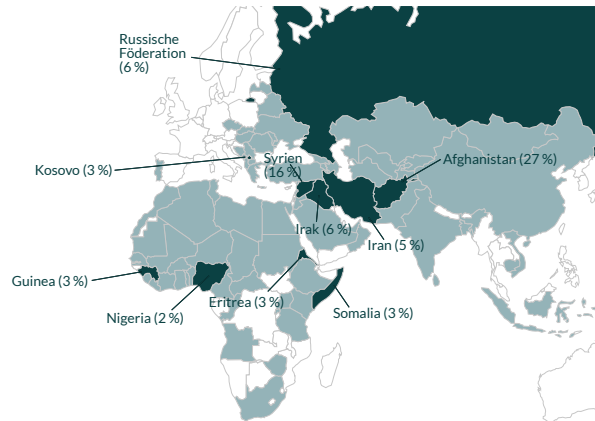 Russische
Föderation
(6 %)
Kosovo (3 %)
Syrien
(16 %)
Afghanistan (27 %)
Irak (6 %)
Iran (5 %)
Guinea (3 %)
Nigeria (2 %)
Eritrea (3 %)
Somalia (3 %)